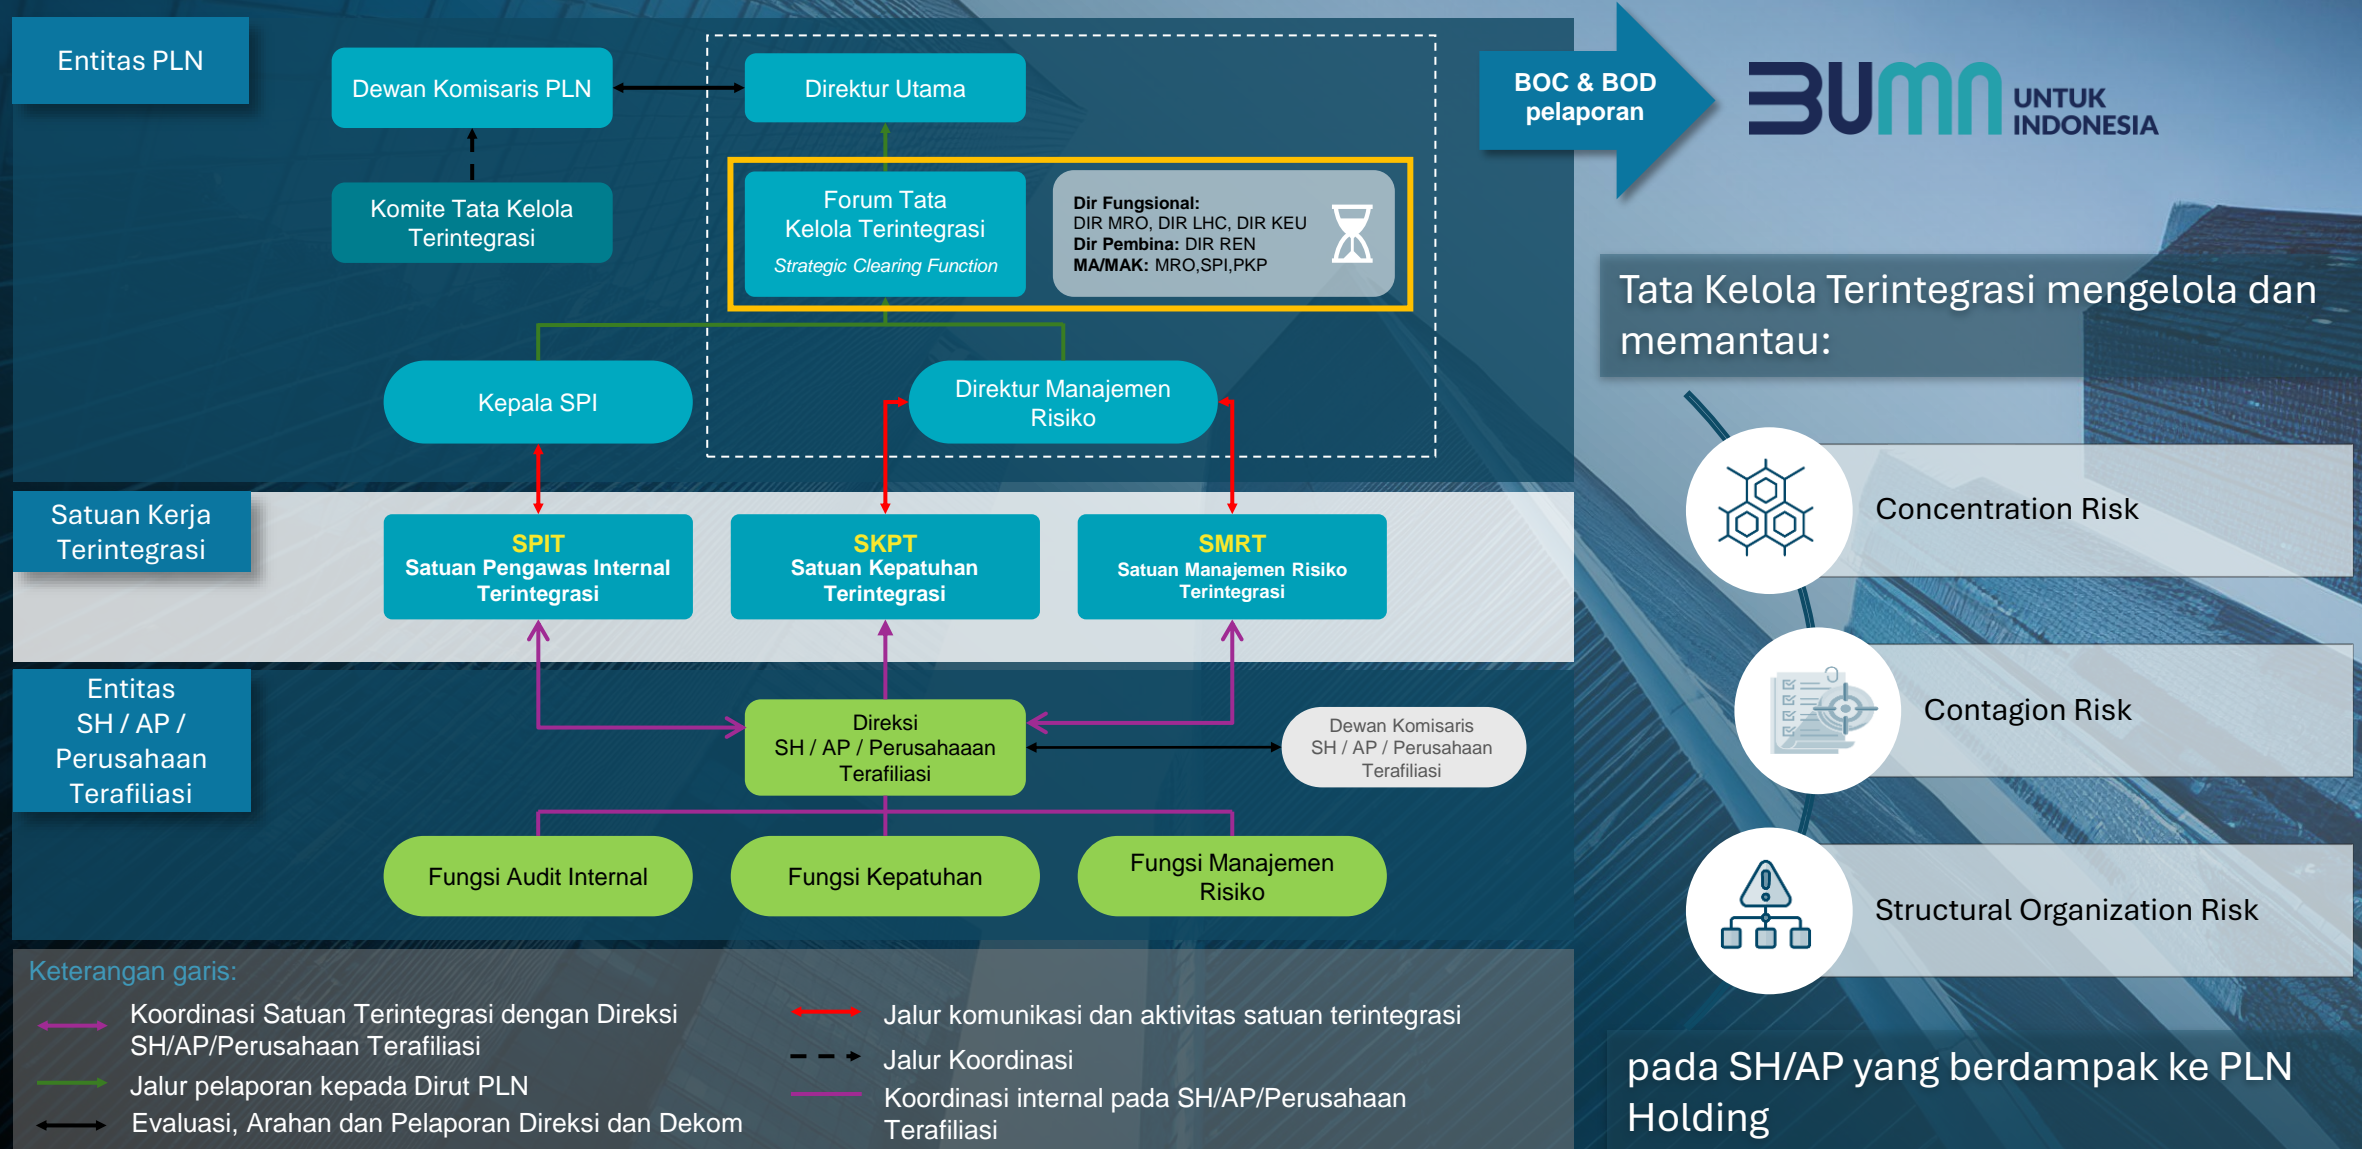 Entitas PLN
Dewan Komisaris PLN
Direktur Utama
BOC & BOD
pelaporan
BUMN
UNTUK
INDONESIA
Komite Tata Kelola
Terintegrasi
Forum Tata
Kelola Terintegrasi
Strategic Clearing Function
Dir Fungsional:
DIR MRO, DIR LHC, DIR KEU
Dir Pembina: DIR REN
MA/MAK: MRO,SPI,PKP
Kepala SPI
Direktur Manajemen
Risiko
Satuan Kerja
Terintegrasi
SPIT
Satuan Pengawas Internal
Terintegrasi
SKPT
Satuan Kepatuhan
Terintegrasi
SMRT
Satuan Manajemen Risiko
Terintegrasi
Entitas
SH / AP /
Perusahaan
Terafiliasi
Direksi
SH / AP / Perusahaaan
Terafiliasi
Dewan Komisaris
SH / AP / Perusahaan
Terafiliasi
Fungsi Audit Internal
Fungsi Kepatuhan
Fungsi Manajemen
Risiko
Keterangan garis:
Koordinasi Satuan Terintegrasi dengan Direksi
SH/AP/Perusahaan Terafiliasi
Jalur pelaporan kepada Dirut PLN
Evaluasi, Arahan dan Pelaporan Direksi dan Dekom
Jalur komunikasi dan aktivitas satuan terintegrasi
Jalur Koordinasi
Koordinasi internal pada SH/AP/Perusahaan
Terafiliasi
Tata Kelola Terintegrasi mengelola dan
memantau:
Concentration Risk
Contagion Risk
Structural Organization Risk
pada SH/AP yang berdampak ke PLN
Holding